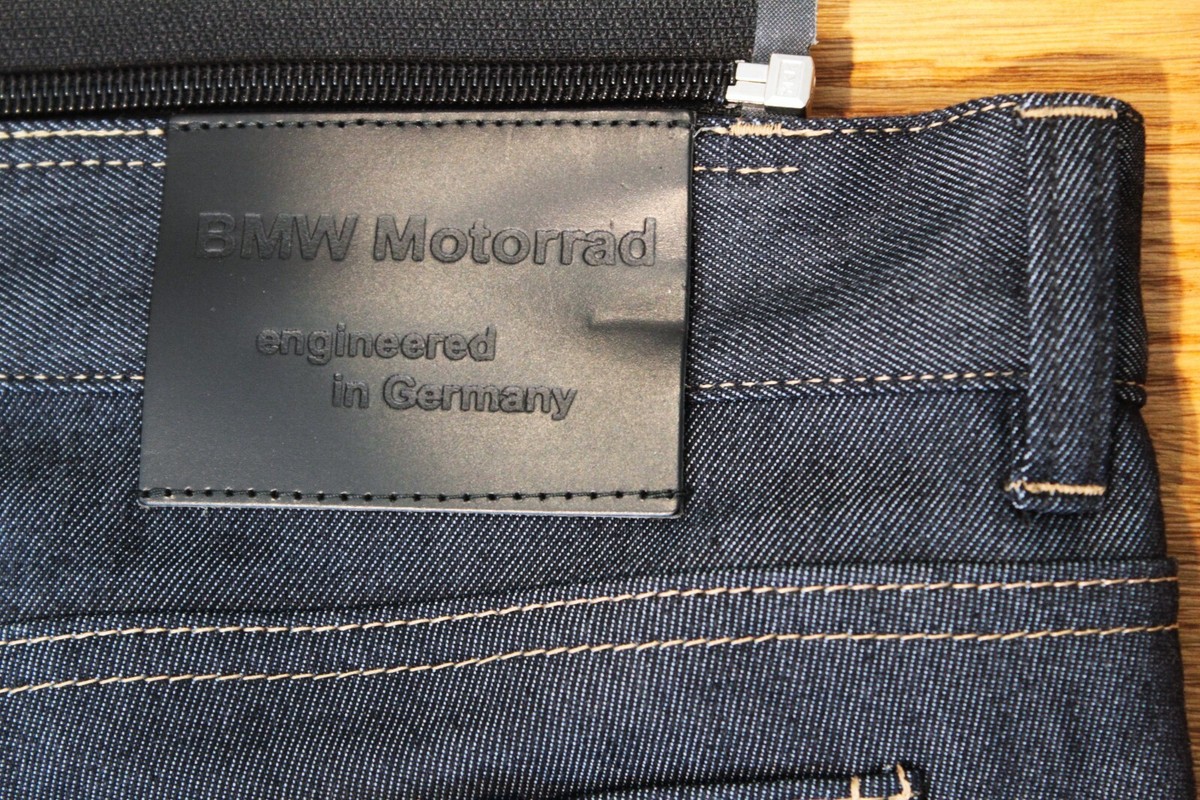 BMW Motorrad
engineered
in Germany